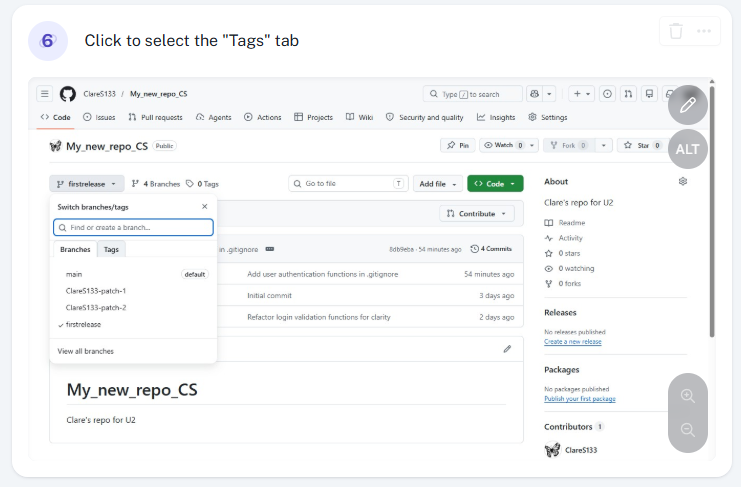 6 Click to select the "Tags" tab
ClareS133 / My_new_repo_CS
Type / to search
Code Issues Pull requests Agents Actions Projects Wiki Security and quality Insights Settings
My_new_repo_CS Public
Pin Watch 0 Fork 0 Star 0
firstrelease 4 Branches 0 Tags
Go to file T Add file Code
Switch branches/tags
Find or create a branch...
Branches Tags
main default
ClareS133-patch-1
ClareS133-patch-2
firstrelease
View all branches
Contribute
in .gitignore 8db9eba · 54 minutes ago 4 Commits
Add user authentication functions in .gitignore 54 minutes ago
Initial commit 3 days ago
Refactor login validation functions for clarity 2 days ago
My_new_repo_CS
Clare's repo for U2
About
Clare's repo for U2
Readme
Activity
0 stars
0 watching
0 forks
Releases
No releases published
Create a new release
Packages
No packages published
Publish your first package
Contributors 1
ClareS133
ALT